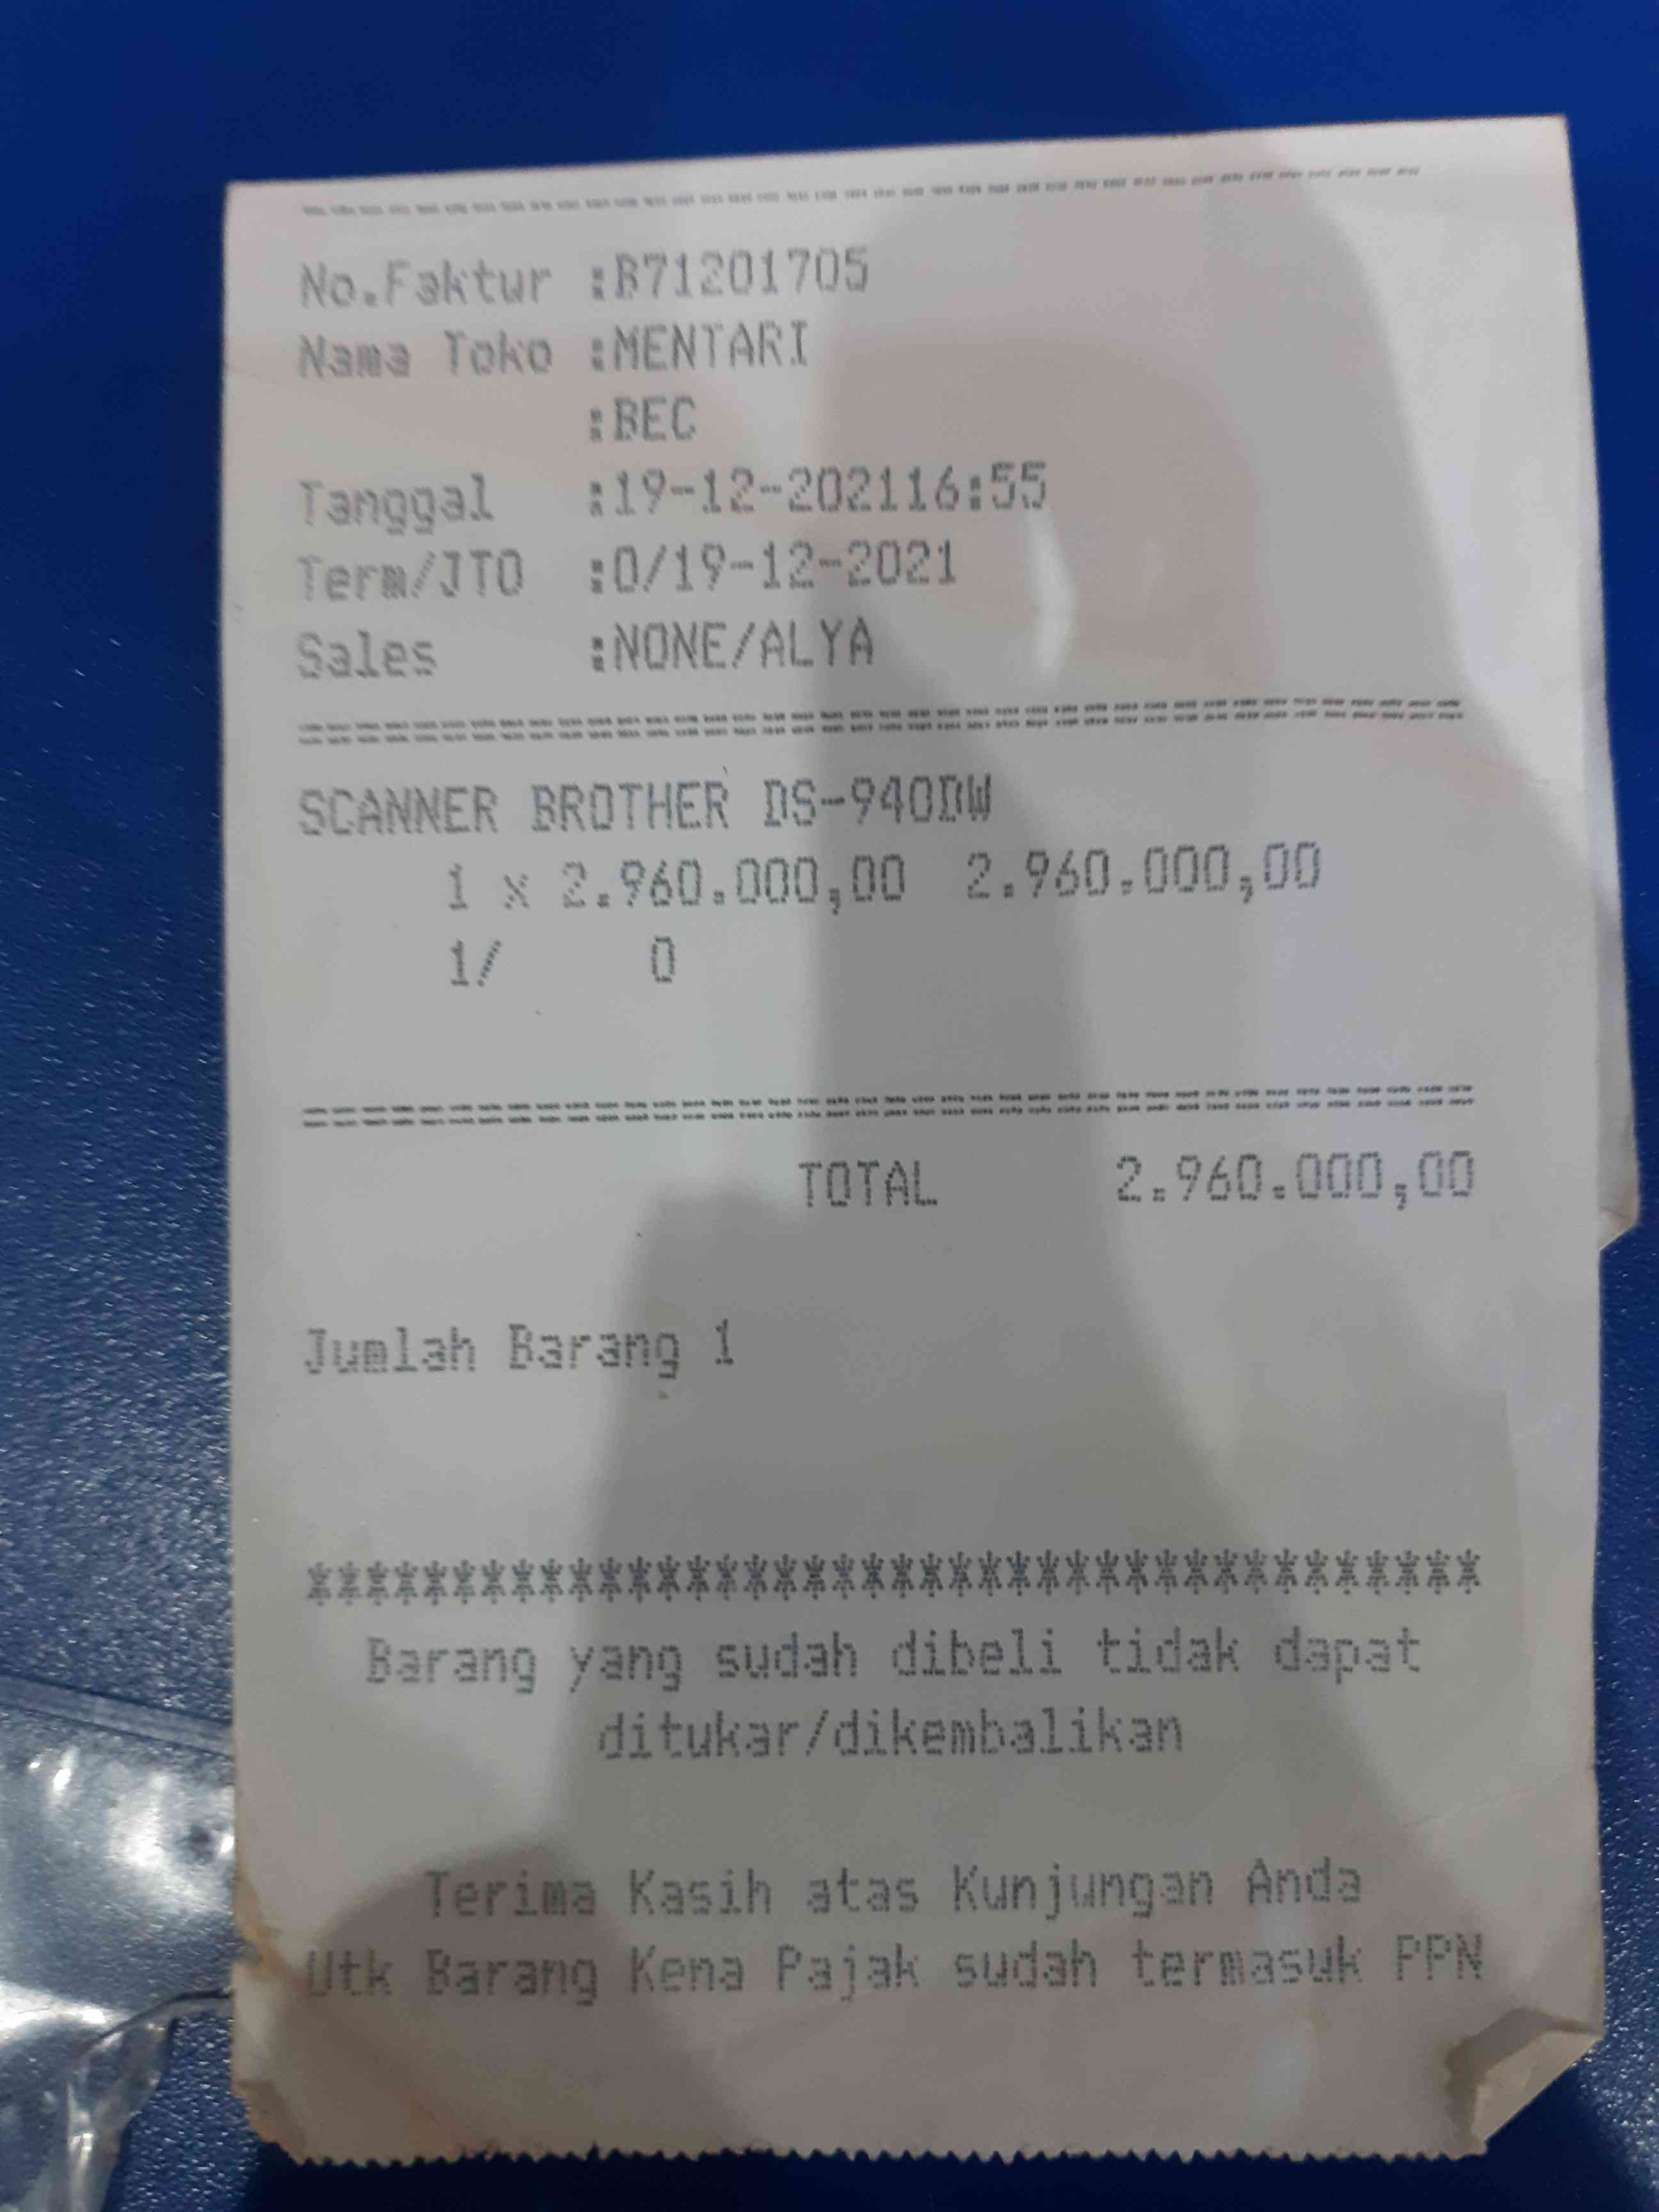 No.Faktur :B71201705
Nama Toko :MENTARI
:BEC
Tanggal :19-12-202116:55
Term/JTO :0/19-12-2021
Sales :NONE/ALYA
SCANNER BROTHER DS-940DW
1 x 2.960.000,00 2.960.000,00
1/ 0
TOTAL 2.960.000,00
Jumlah Barang 1
*****************************************
Barang yang sudah dibeli tidak dapat
ditukar/dikembalikan
Terima Kasih atas Kunjungan Anda
Utk Barang Kena Pajak sudah termasuk PPN